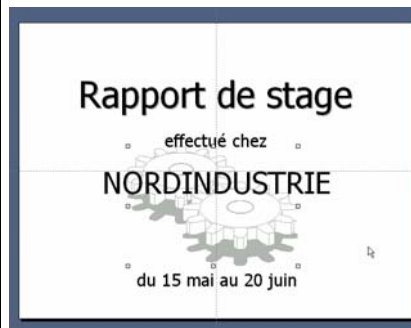 Rapport de stage
effectué chez
NORDINDUSTRIE
du 15 mai au 20 juin